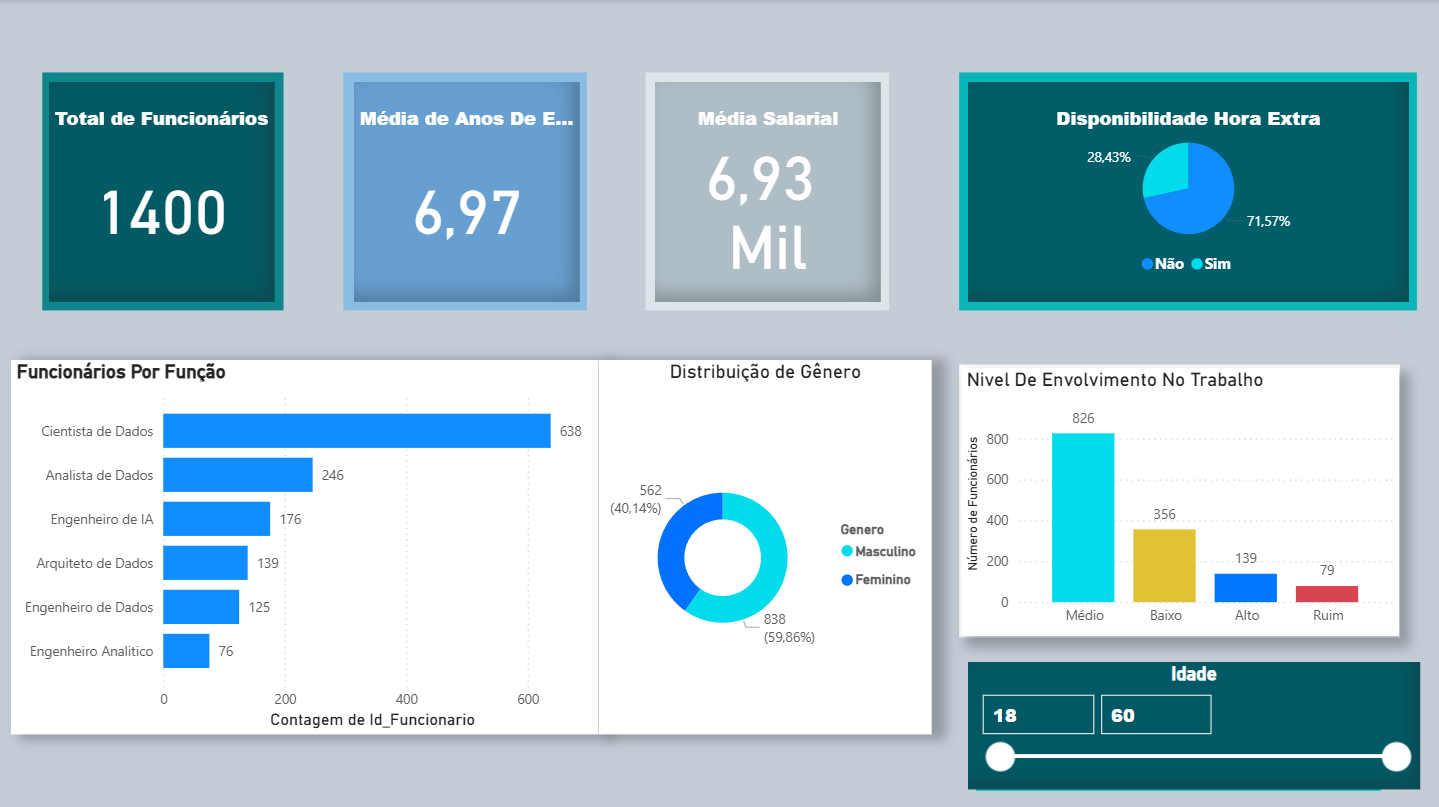 Total de Funcionários
1400
Média de Anos De E...
6,97
Média Salarial
6,93
Mil
Disponibilidade Hora Extra
28,43%
71,57%
Não Sim
Funcionários Por Função
Cientista de Dados 638
Analista de Dados 246
Engenheiro de IA 176
Arquiteto de Dados 139
Engenheiro de Dados 125
Engenheiro Analitico 76
0 200 400 600
Contagem de Id_Funcionario
Distribuição de Gênero
562
(40,14%)
838
(59,86%)
Genero
Masculino
Feminino
Nivel De Envolvimento No Trabalho
Número de Funcionários
800
600
400
200
0
826
356
139
79
Médio Baixo Alto Ruim
Idade
18 60